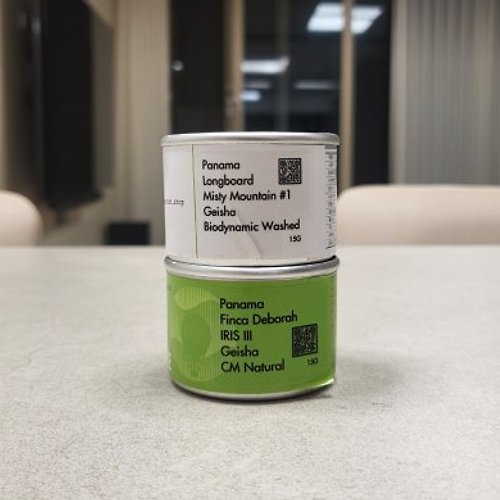 Panama
Longboard
Misty Mountain #1
Geisha
Biodynamic Washed
15G
Panama
Finca Deborah
IRIS III
Geisha
CM Natural
15G